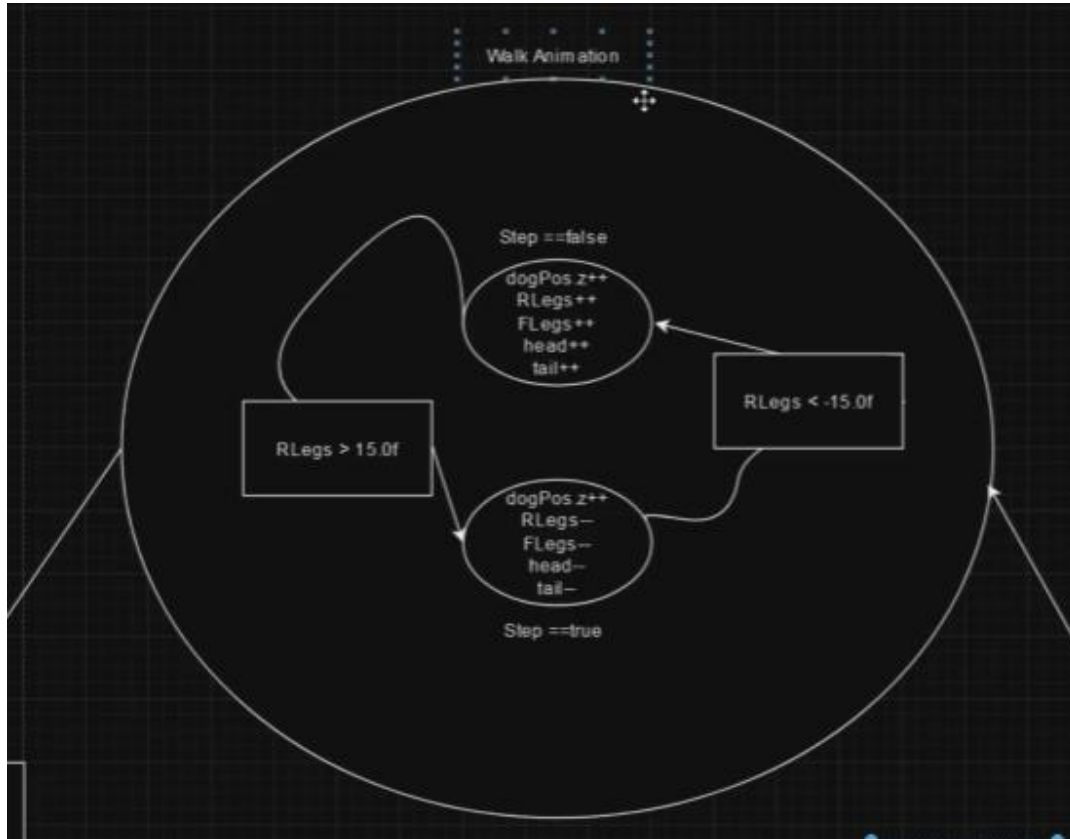 Walk Animation
Step ==false
dogPos.z++
RLegs++
FLegs++
head++
tail++
RLegs < -15.0f
RLegs > 15.0f
dogPos.z++
RLegs--
FLegs--
head--
tail--
Step ==true